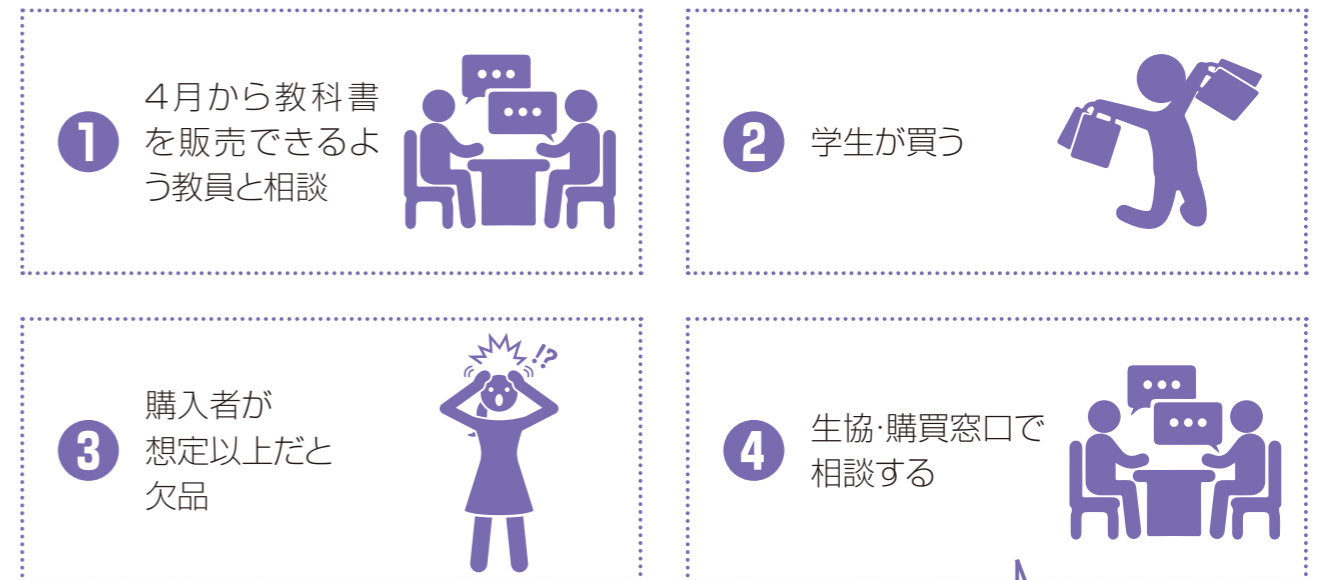 1
4月から教科書
を販売できるよ
う教員と相談
2
学生が買う
3
購入者が
想定以上だと
欠品
!?
4
生協・購買窓口で
相談する